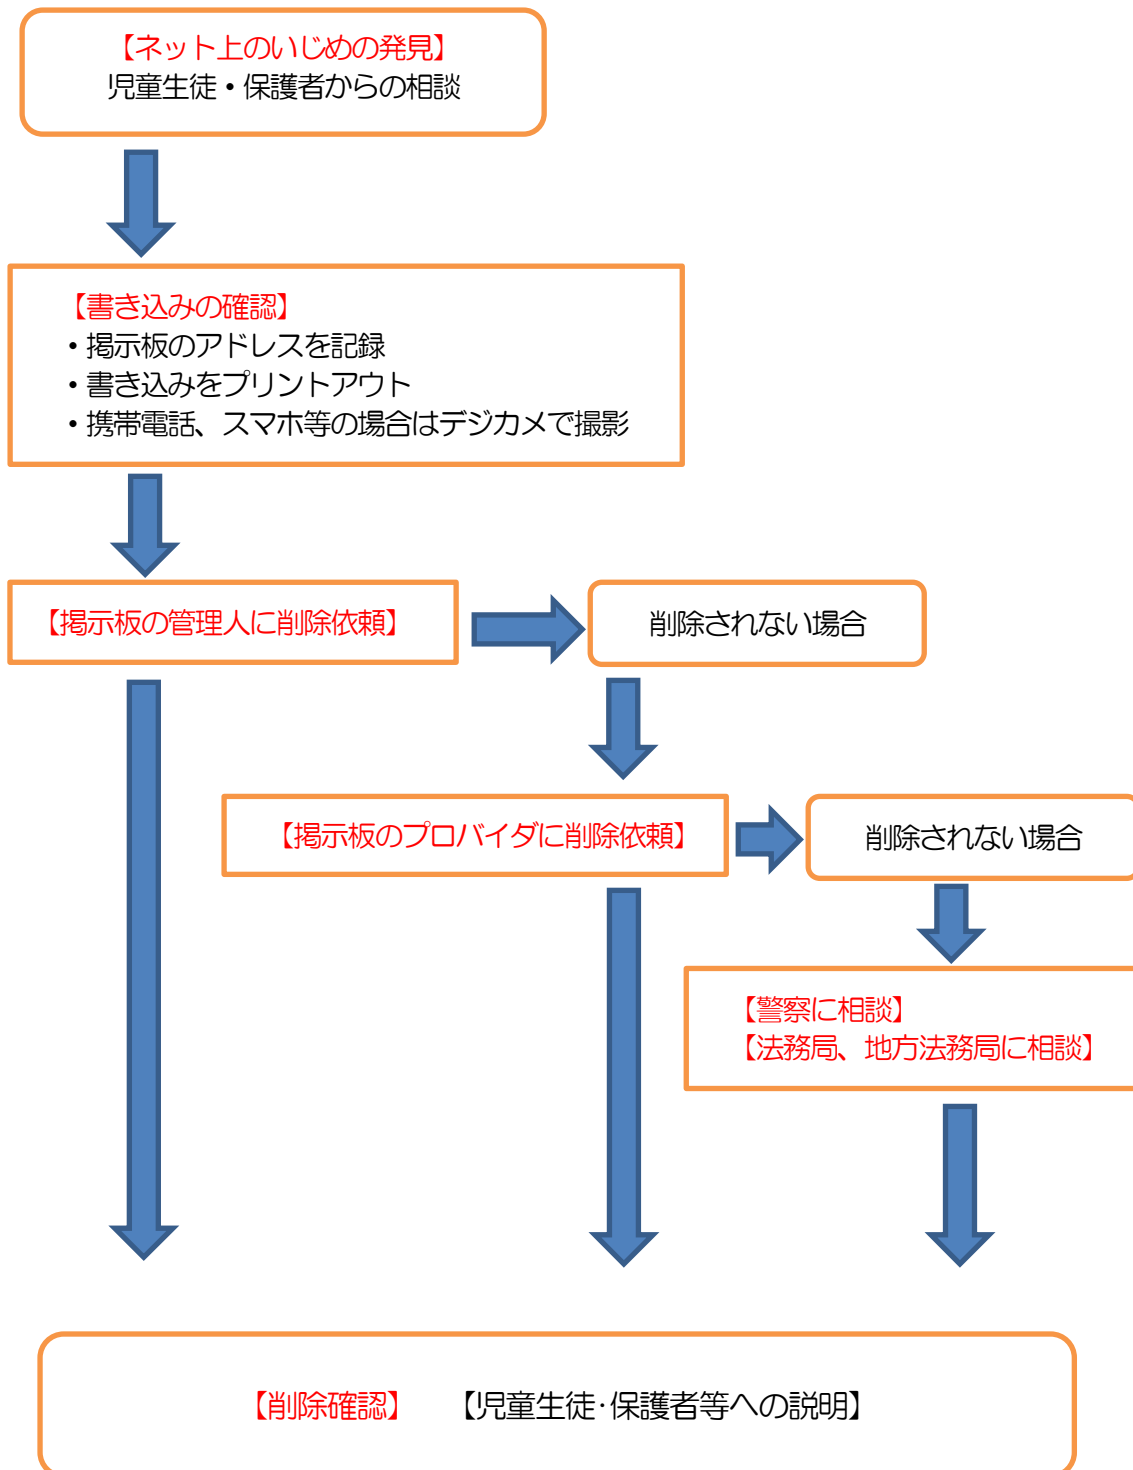 【ネット上のいじめの発見】
児童生徒・保護者からの相談
【書き込みの確認】
・掲示板のアドレスを記録
・書き込みをプリントアウト
・携帯電話、スマホ等の場合はデジカメで撮影
【掲示板の管理人に削除依頼】
削除されない場合
【掲示板のプロバイダに削除依頼】
削除されない場合
【警察に相談】
【法務局、地方法務局に相談】
【削除確認】　【児童生徒・保護者等への説明】